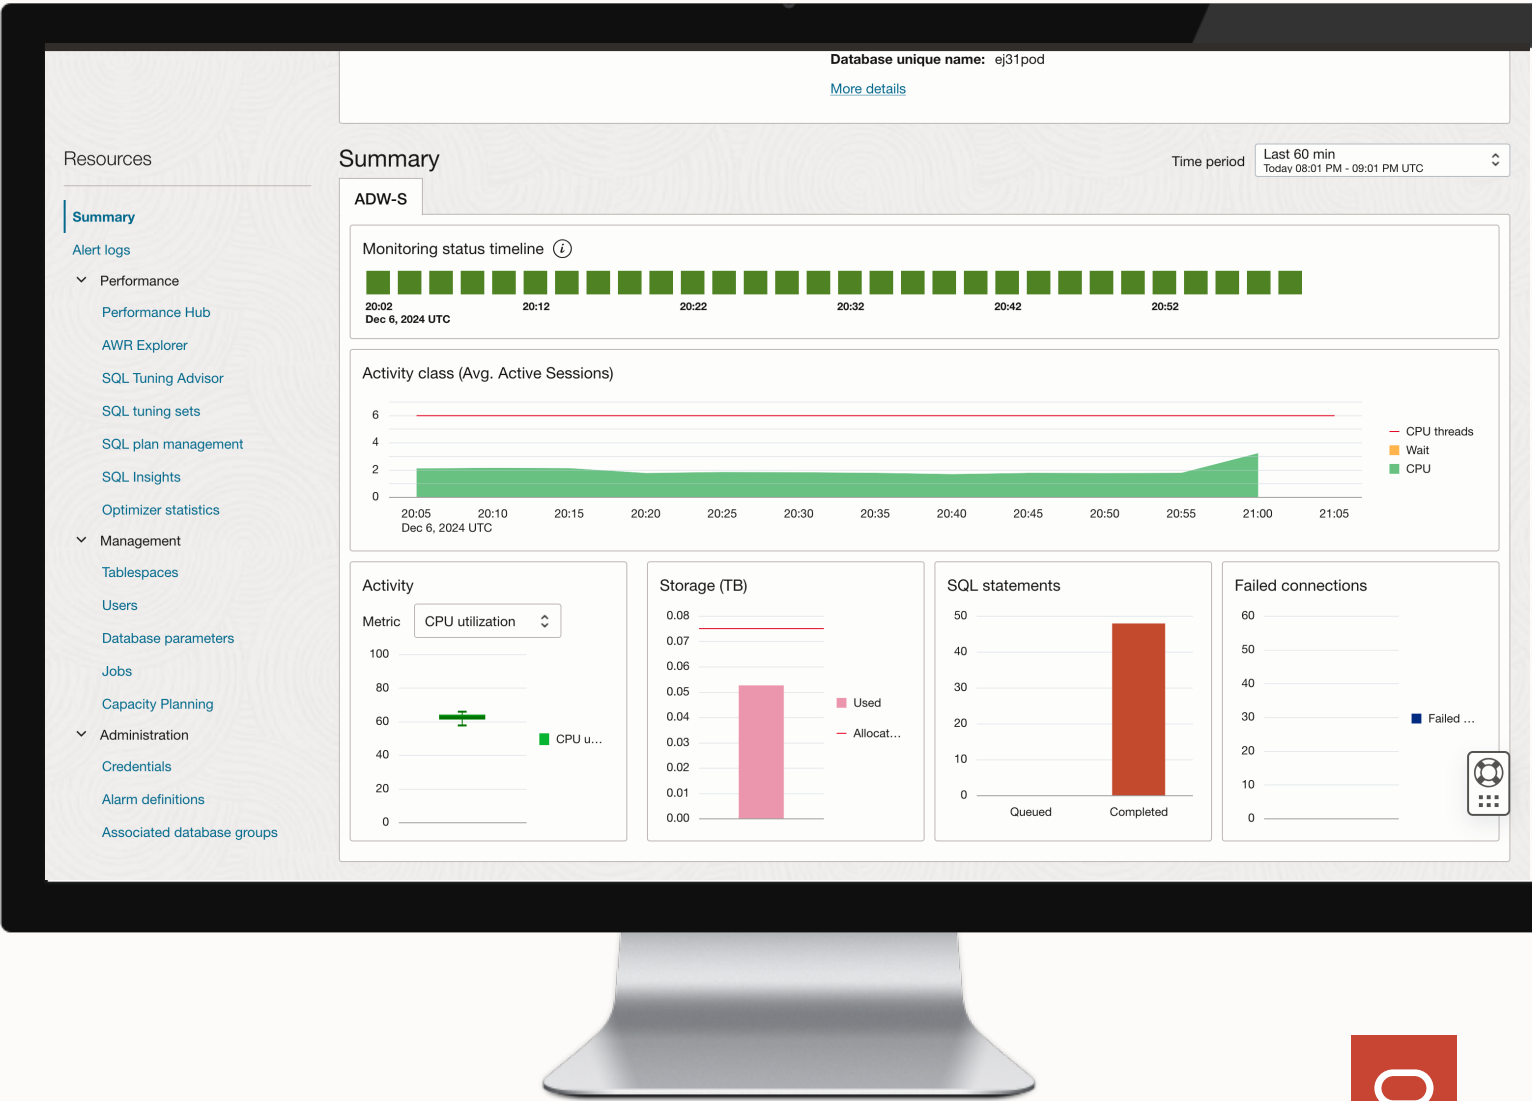 Database unique name: ej31pod
More details
Resources
Summary
Alert logs
Performance
Performance Hub
AWR Explorer
SQL Tuning Advisor
SQL tuning sets
SQL plan management
SQL Insights
Optimizer statistics
Management
Tablespaces
Users
Database parameters
Jobs
Capacity Planning
Administration
Credentials
Alarm definitions
Associated database groups
Summary
Time period
Last 60 min
Today 08:01 PM - 09:01 PM UTC
ADW-S
Monitoring status timeline i
20:02 20:12 20:22 20:32 20:42 20:52
Dec 6, 2024 UTC
Activity class (Avg. Active Sessions)
6
4
2
0
20:05 20:10 20:15 20:20 20:25 20:30 20:35 20:40 20:45 20:50 20:55 21:00 21:05
Dec 6, 2024 UTC
CPU threads
Wait
CPU
Activity
Metric CPU utilization
100
80
60
40
20
0
CPU u...
Storage (TB)
0.08
0.07
0.06
0.05
0.04
0.03
0.02
0.01
0.00
Used
Allocat...
SQL statements
50
40
30
20
10
0
Queued Completed
Failed connections
60
50
40
30
20
10
0
Failed ...